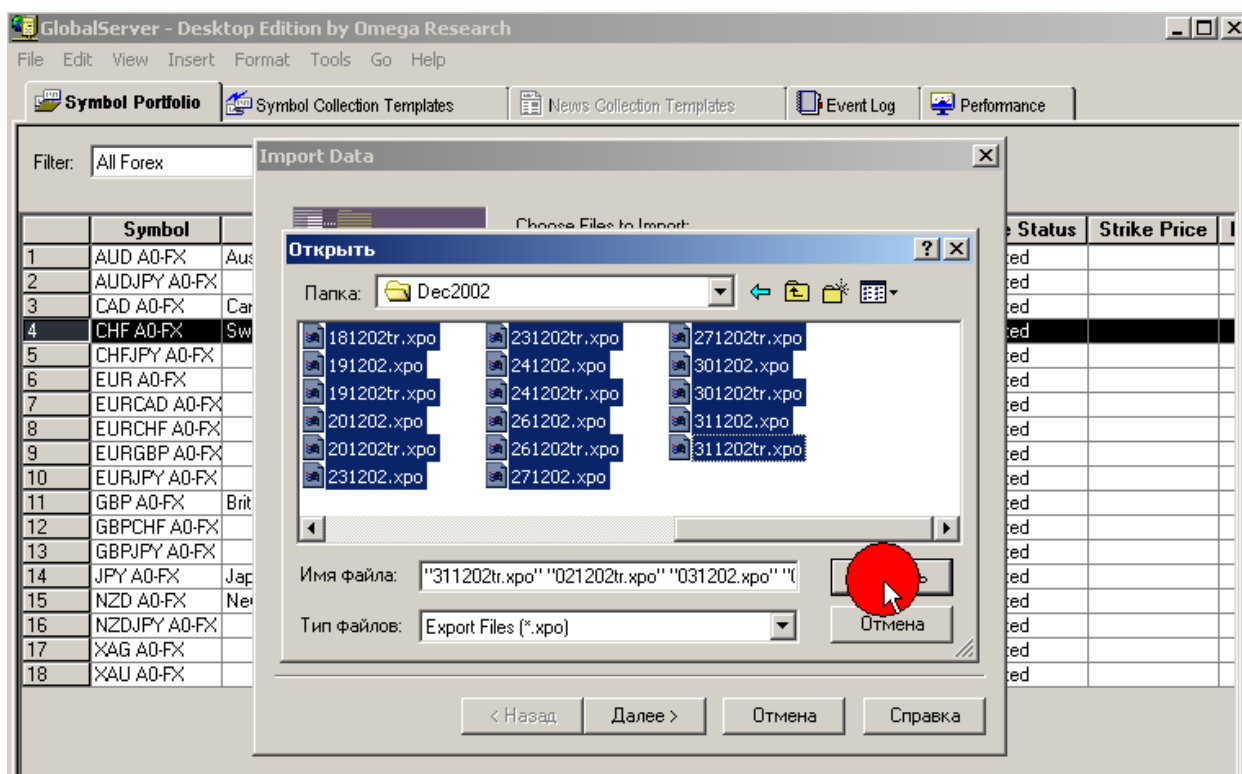 GlobalServer - Desktop Edition by Omega Research
File Edit View Insert Format Tools Go Help
Symbol Portfolio Symbol Collection Templates News Collection Templates Event Log Performance
Filter: All Forex
Import Data
Choose Files to Import:
Symbol Status Strike Price
Открыть
Папка: Dec2002
181202tr.xpo 231202tr.xpo 271202tr.xpo
191202.xpo 241202.xpo 301202.xpo
191202tr.xpo 241202tr.xpo 301202tr.xpo
201202.xpo 261202.xpo 311202.xpo
201202tr.xpo 261202tr.xpo 311202tr.xpo
231202.xpo 271202.xpo
Имя файла: "311202tr.xpo" "021202tr.xpo" "031202.xpo" "(
Тип файлов: Export Files (*.xpo)
Отмена
1 AUD A0-FX
2 AUDJPY A0-FX
3 CAD A0-FX
4 CHF A0-FX
5 CHFJPY A0-FX
6 EUR A0-FX
7 EURCAD A0-FX
8 EURCHF A0-FX
9 EURGBP A0-FX
10 EURJPY A0-FX
11 GBP A0-FX Brit
12 GBPCHF A0-FX
13 GBPJPY A0-FX
14 JPY A0-FX Jap
15 NZD A0-FX
16 NZDJPY A0-FX
17 XAG A0-FX
18 XAU A0-FX
< Назад Далее > Отмена Справка